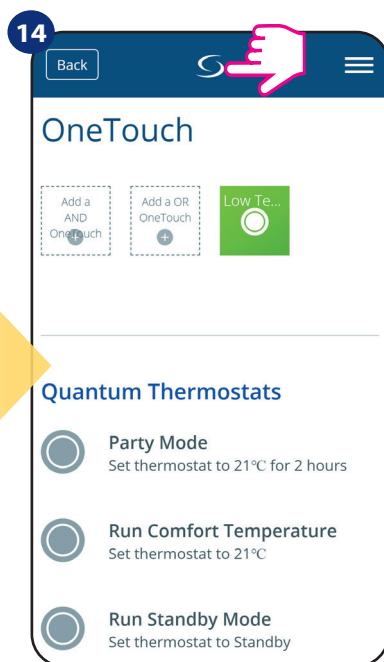 14
Back
OneTouch
Add a
AND
OneTouch
Add a OR
OneTouch
Low Te...
Quantum Thermostats
Party Mode
Set thermostat to 21°C for 2 hours
Run Comfort Temperature
Set thermostat to 21°C
Run Standby Mode
Set thermostat to Standby